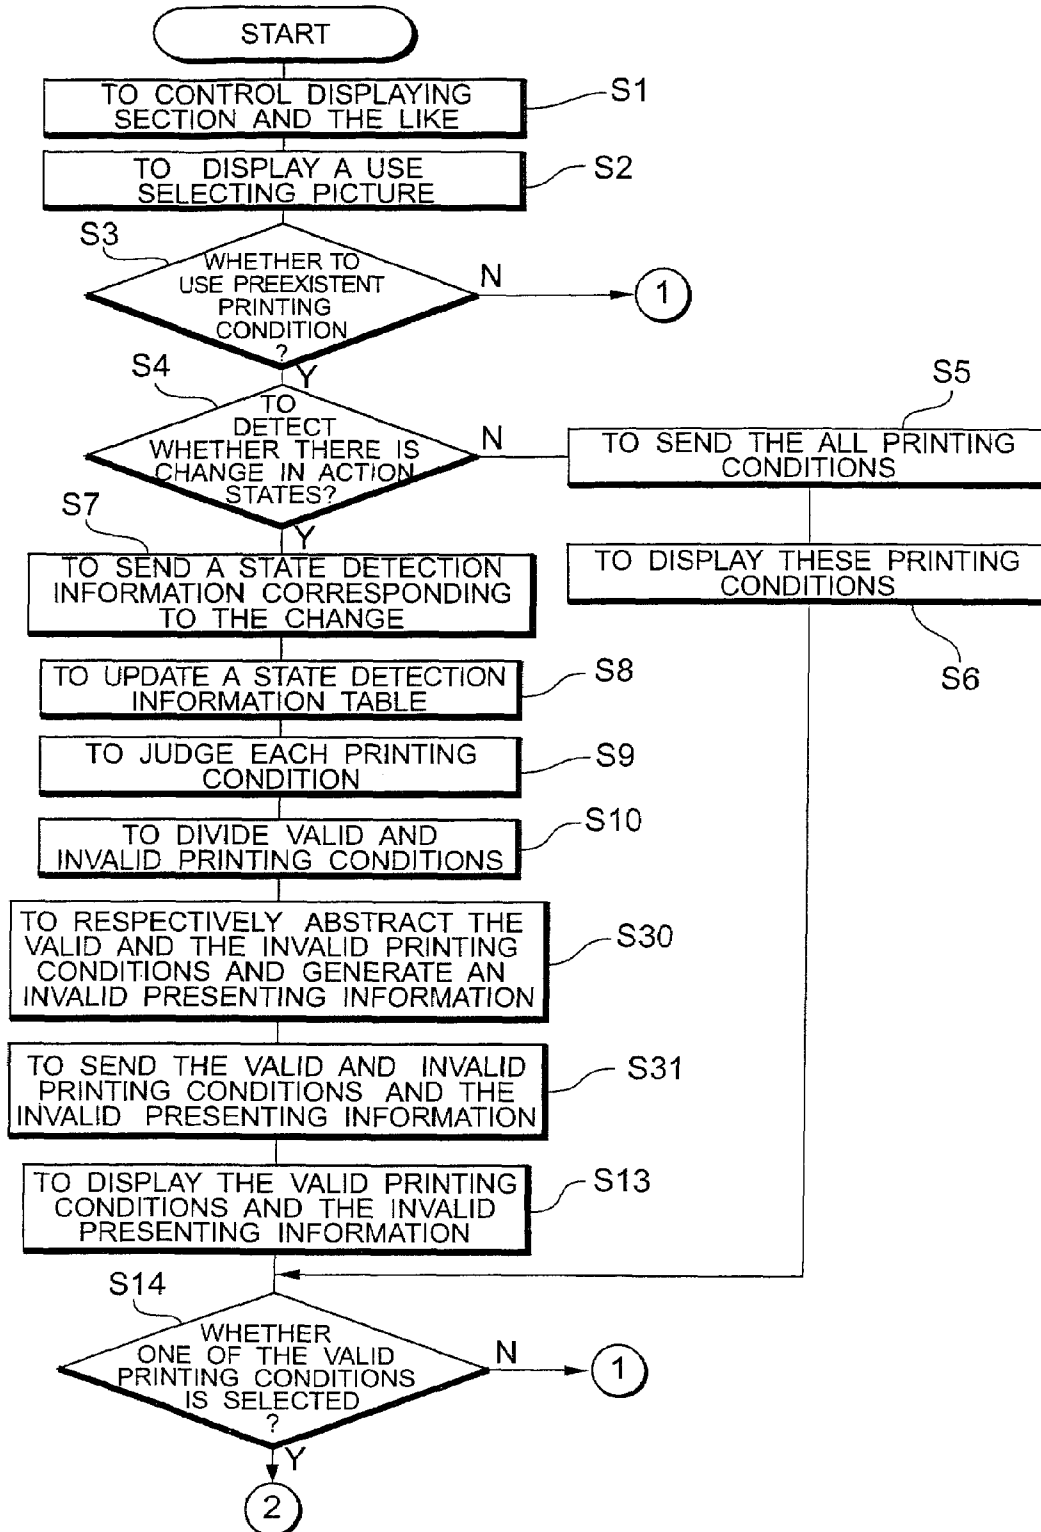 START
TO CONTROL DISPLAYING
SECTION AND THE LIKE
S1
TO DISPLAY A USE
SELECTING PICTURE
S2
S3
WHETHER TO
USE PREEXISTENT
PRINTING
CONDITION
?
N
1
Y
S4
TO
DETECT
WHETHER THERE IS
CHANGE IN ACTION
STATES?
N
Y
S5
TO SEND THE ALL PRINTING
CONDITIONS
TO DISPLAY THESE PRINTING
CONDITIONS
S6
S7
TO SEND A STATE DETECTION
INFORMATION CORRESPONDING
TO THE CHANGE
TO UPDATE A STATE DETECTION
INFORMATION TABLE
S8
TO JUDGE EACH PRINTING
CONDITION
S9
TO DIVIDE VALID AND
INVALID PRINTING CONDITIONS
S10
TO RESPECTIVELY ABSTRACT THE
VALID AND THE INVALID PRINTING
CONDITIONS AND GENERATE AN
INVALID PRESENTING INFORMATION
S30
TO SEND THE VALID AND INVALID
PRINTING CONDITIONS AND THE
INVALID PRESENTING INFORMATION
S31
TO DISPLAY THE VALID PRINTING
CONDITIONS AND THE INVALID
PRESENTING INFORMATION
S13
S14
WHETHER
ONE OF THE VALID
PRINTING CONDITIONS
IS SELECTED
?
N
1
Y
2